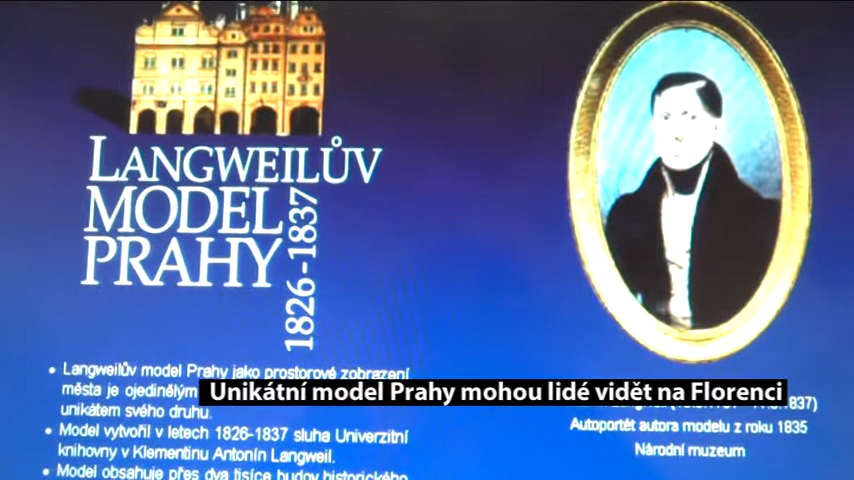 LANGWEILŮV
MODEL
PRAHY
1826-1837
• Langweilův model Prahy jako prostorové zobrazení
města je ojedinělým
unikátem svého druhu.
• Model vytvořil v letech 1826-1837 sluha Univerzitní
knihovny v Klementinu Antonín Langweil.
• Model obsahuje přes dva tisíce budov historického
Unikátní model Prahy mohou lidé vidět na Florenci
Autoportét autora modelu z roku 1835
Národní muzeum